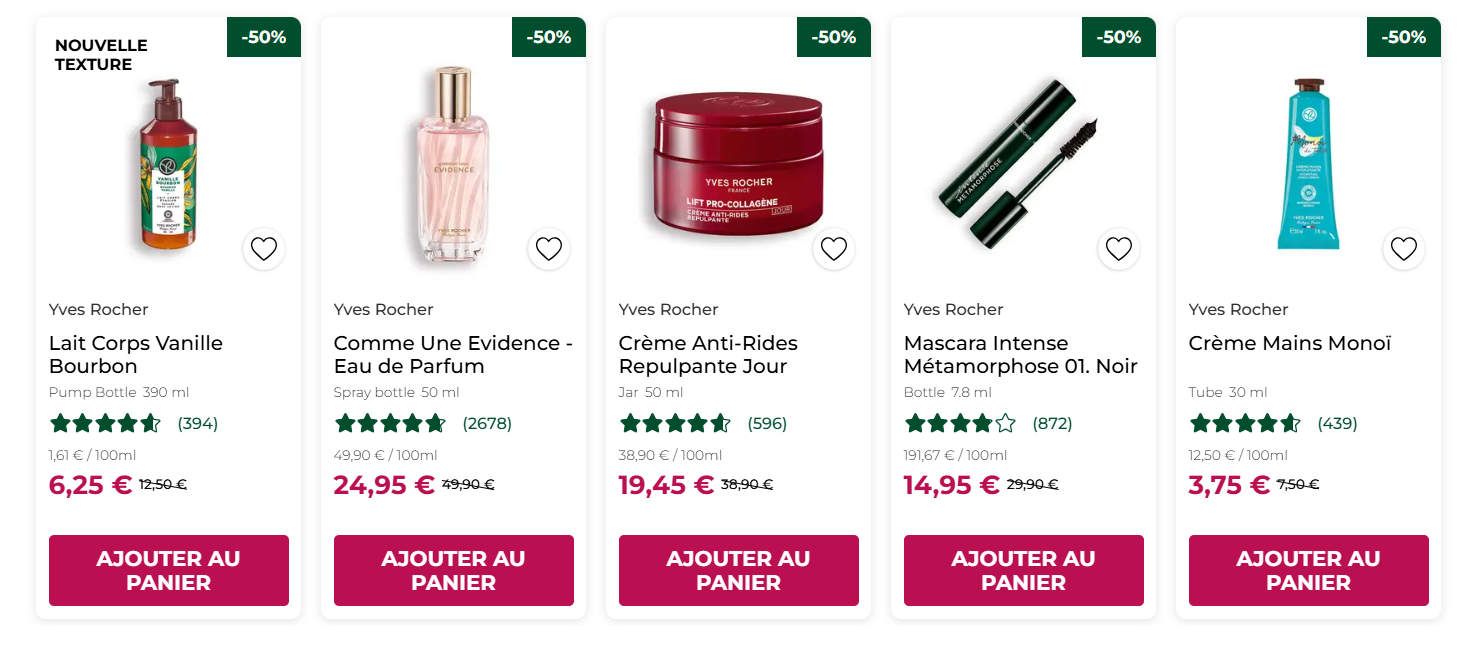 NOUVELLE
TEXTURE
-50%
VANILLE
BOURBON
YVES ROCHER
Yves Rocher
Lait Corps Vanille
Bourbon
Pump Bottle 390 ml
(394)
1,61 € / 100ml
6,25 € 12,50 €
AJOUTER AU
PANIER
-50%
EVIDENCE
YVES ROCHER
Yves Rocher
Comme Une Evidence -
Eau de Parfum
Spray bottle 50 ml
(2678)
49,90 € / 100ml
24,95 € 49,90 €
AJOUTER AU
PANIER
-50%
YVES ROCHER
FRANCE
LIFT PRO-COLLAGÈNE
CRÈME ANTI-RIDES
REPULPANTE
JOUR
Yves Rocher
Crème Anti-Rides
Repulpante Jour
Jar 50 ml
(596)
38,90 € / 100ml
19,45 € 38,90 €
AJOUTER AU
PANIER
-50%
MÉTAMORPHOSE
Yves Rocher
Mascara Intense
Métamorphose 01. Noir
Bottle 7.8 ml
(872)
191,67 € / 100ml
14,95 € 29,90 €
AJOUTER AU
PANIER
-50%
Monoï
YVES ROCHER
Yves Rocher
Crème Mains Monoï
Tube 30 ml
(439)
12,50 € / 100ml
3,75 € 7,50 €
AJOUTER AU
PANIER